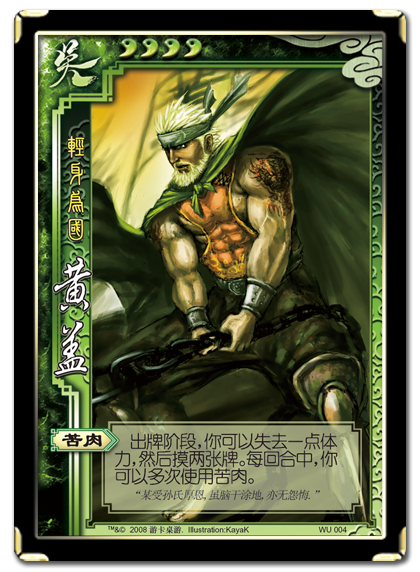 吴
輕身為國
黄盖
苦肉
出牌阶段，你可以失去一点体
力，然后摸两张牌。每回合中，你
可以多次使用苦肉。
“某受孙氏厚恩，虽脑干涂地，亦无怨悔．”
™&© 2008 游卡桌游. Illustration:KayaK
WU 004